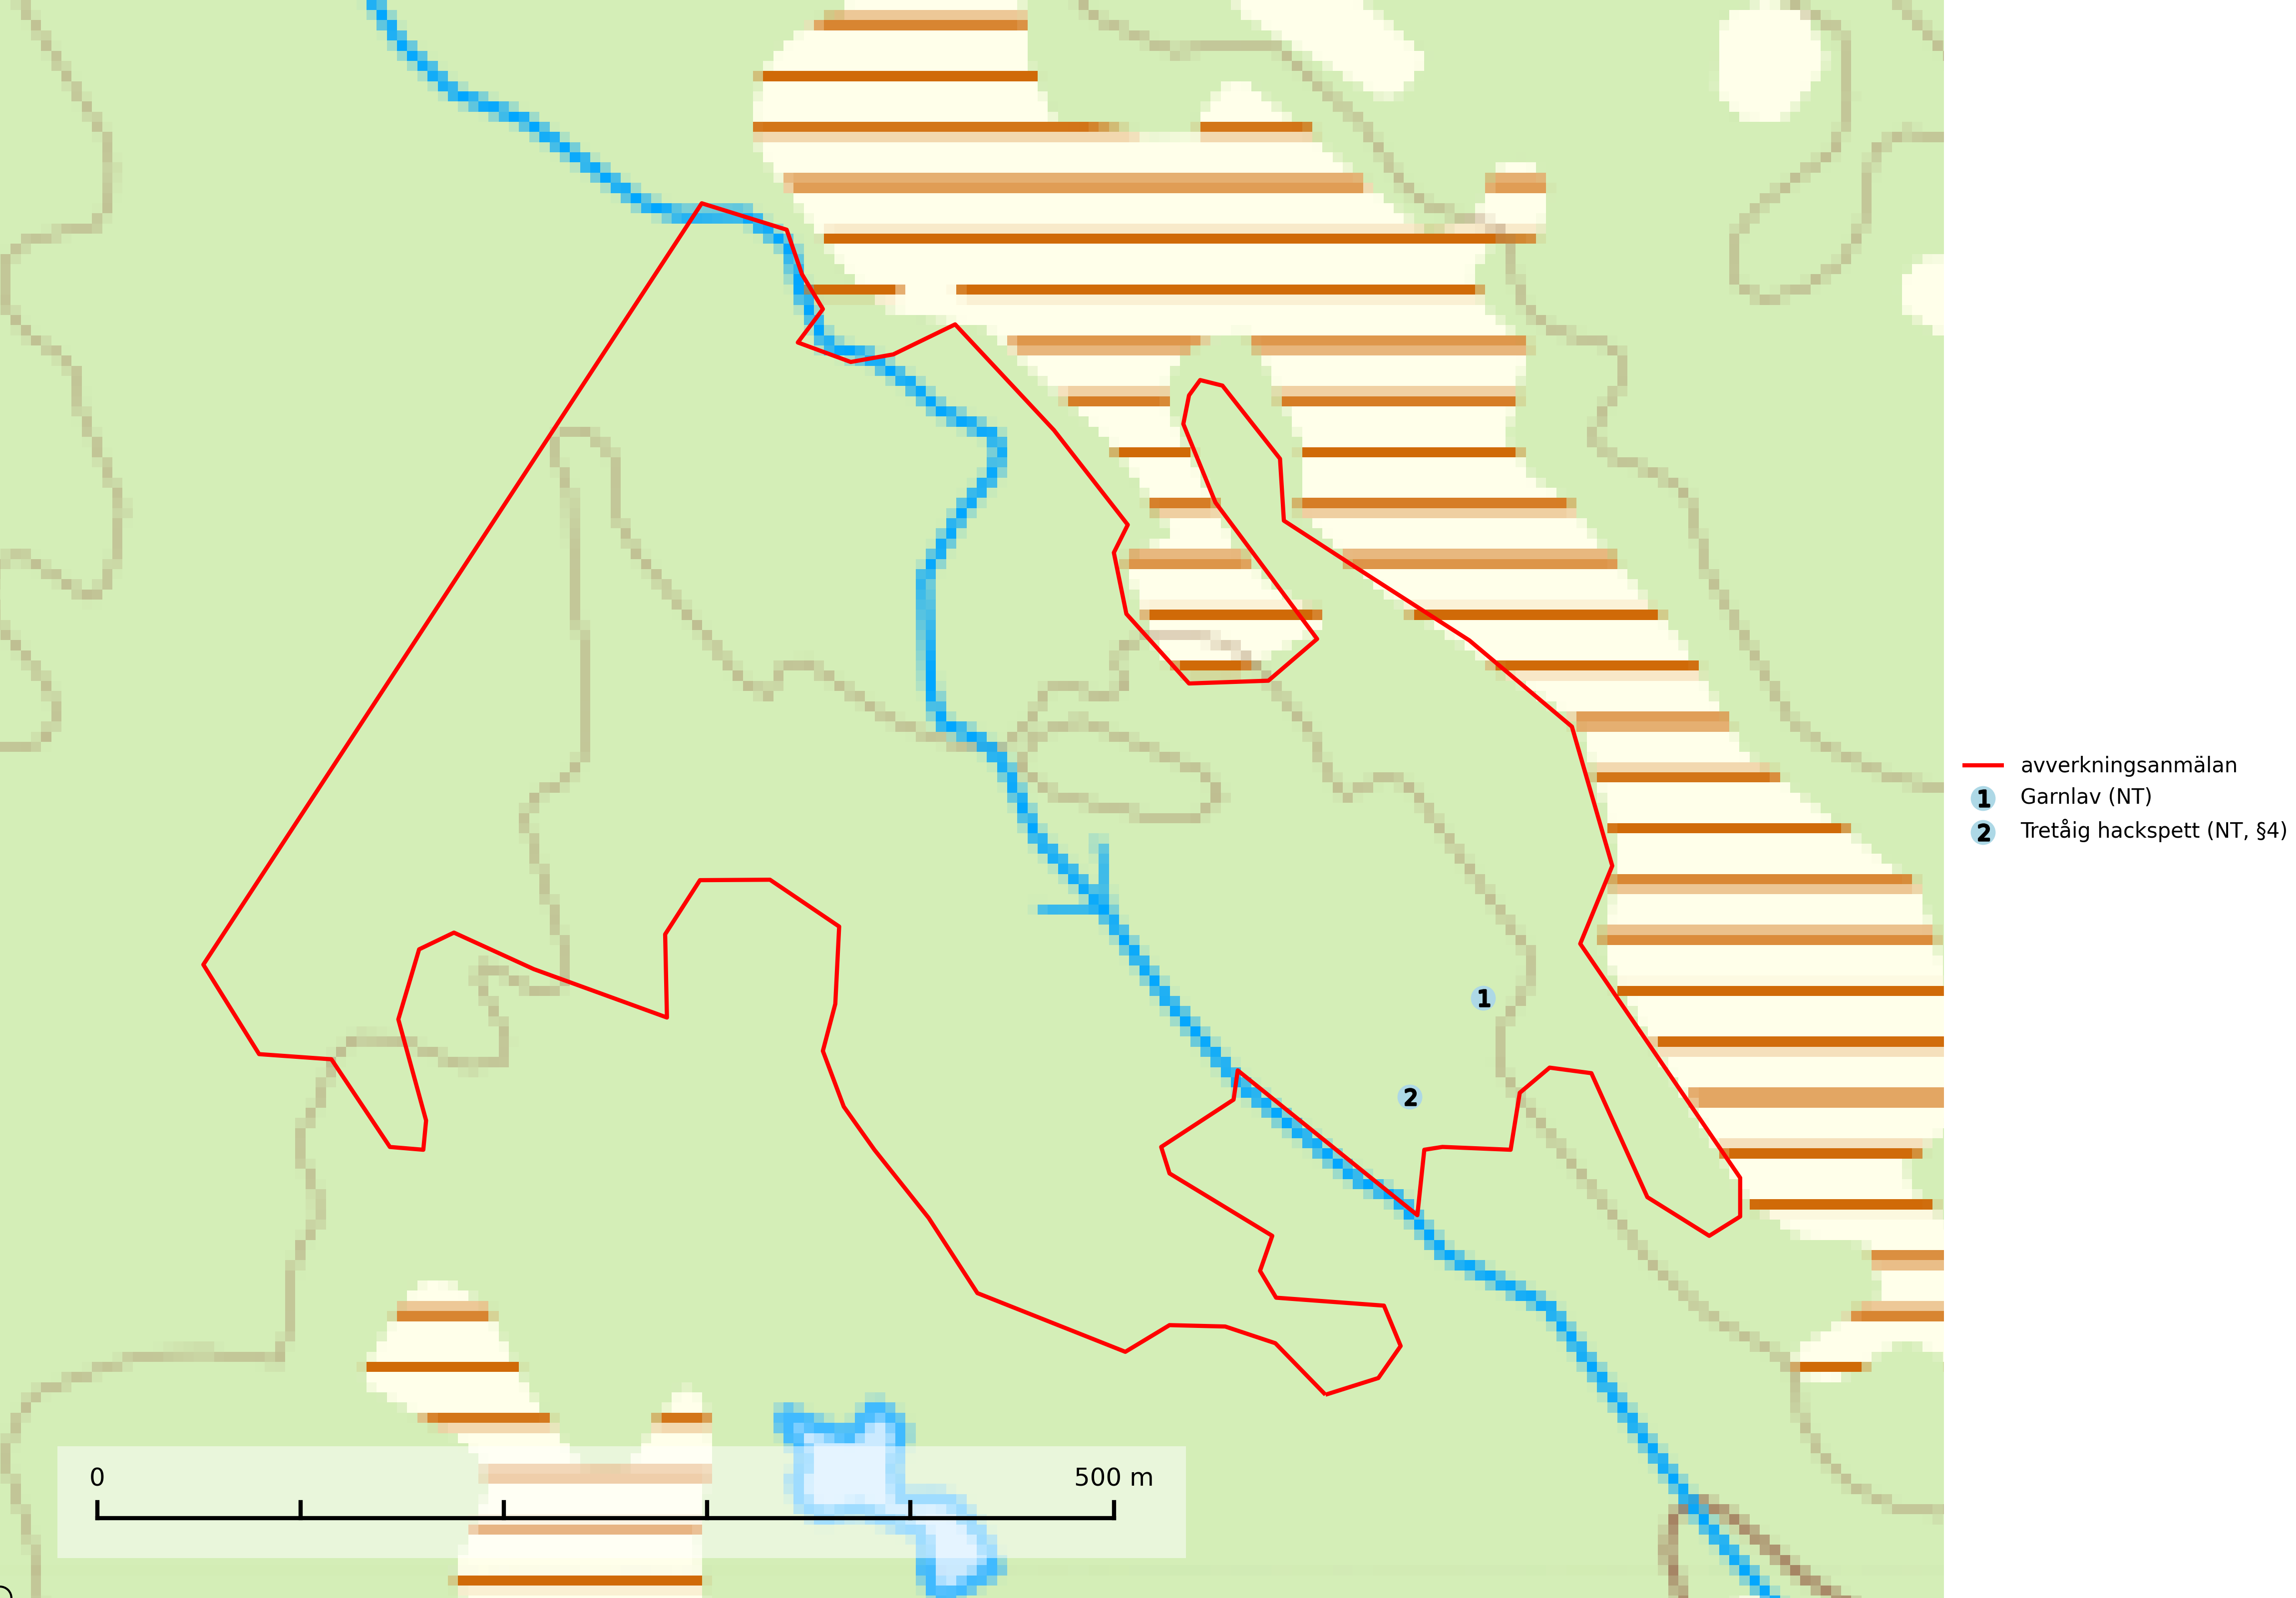 1
2
0
500 m
avverkningsanmälan
1 Garnlav (NT)
2 Tretåig hackspett (NT, §4)